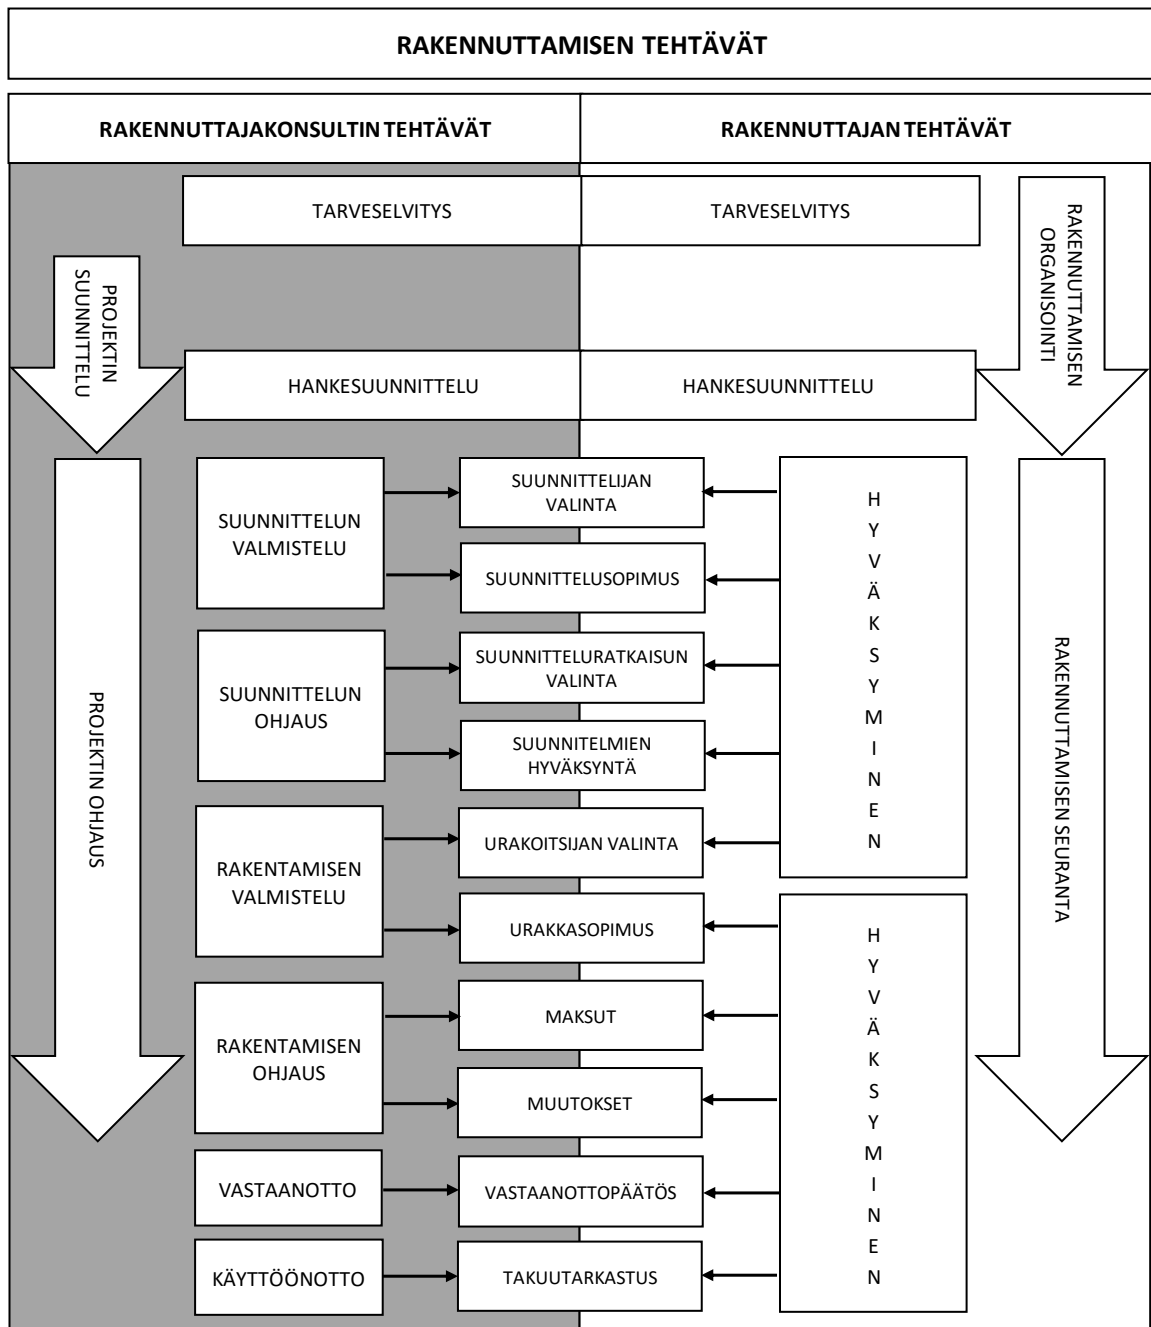 RAKENNUTTAMISEN TEHTÄVÄT
RAKENNUTTAJAKONSULTIN TEHTÄVÄT
RAKENNUTTAJAN TEHTÄVÄT
TARVESELVITYS
TARVESELVITYS
PROJEKTIN
SUUNNITTELU
RAKENNUTTAMISEN
ORGANISOINTI
HANKESUUNNITTELU
HANKESUUNNITTELU
PROJEKTIN OHJAUS
SUUNNITTELUN
VALMISTELU
SUUNNITTELIJAN
VALINTA
SUUNNITTELUSOPIMUS
SUUNNITTELUN
OHJAUS
SUUNNITTELURATKAISUN
VALINTA
SUUNNITELMIEN
HYVÄKSYNTÄ
RAKENTAMISEN
VALMISTELU
URAKOITSIJAN VALINTA
URAKKASOPIMUS
RAKENTAMISEN
OHJAUS
MAKSUT
MUUTOKSET
VASTAANOTTO
VASTAANOTTOPÄÄTÖS
KÄYTTÖÖNOTTO
TAKUUTARKASTUS
H
Y
V
Ä
K
S
Y
M
I
N
E
N
H
Y
V
Ä
K
S
Y
M
I
N
E
N
RAKENNUTTAMISEN SEURANTA